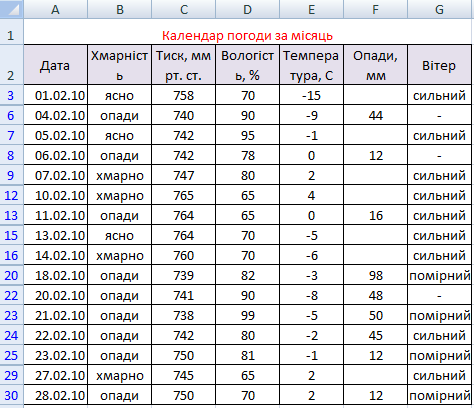 A B C D E F G
1 Календар погоди за місяць
Хмарніст Тиск, мм Вологіст Темпера Опади,
2 Дата ь рт. ст. ь, % тура, С мм Вітер
3 01.02.10 ясно 758 70 -15 сильний
6 04.02.10 опади 740 90 -9 44 -
7 05.02.10 ясно 742 95 -1 сильний
8 06.02.10 опади 742 78 0 12 -
9 07.02.10 хмарно 747 80 2 сильний
12 10.02.10 хмарно 765 65 4 сильний
13 11.02.10 опади 764 65 0 16 сильний
15 13.02.10 ясно 764 70 -5 сильний
16 14.02.10 хмарно 760 70 -6 сильний
20 18.02.10 опади 739 82 -3 98 помірний
22 20.02.10 опади 741 90 -8 48 -
23 21.02.10 опади 738 99 -5 50 помірний
24 22.02.10 опади 742 80 -2 45 сильний
25 23.02.10 опади 750 81 -1 12 помірний
29 27.02.10 хмарно 745 65 2 сильний
30 28.02.10 опади 750 70 2 12 помірний